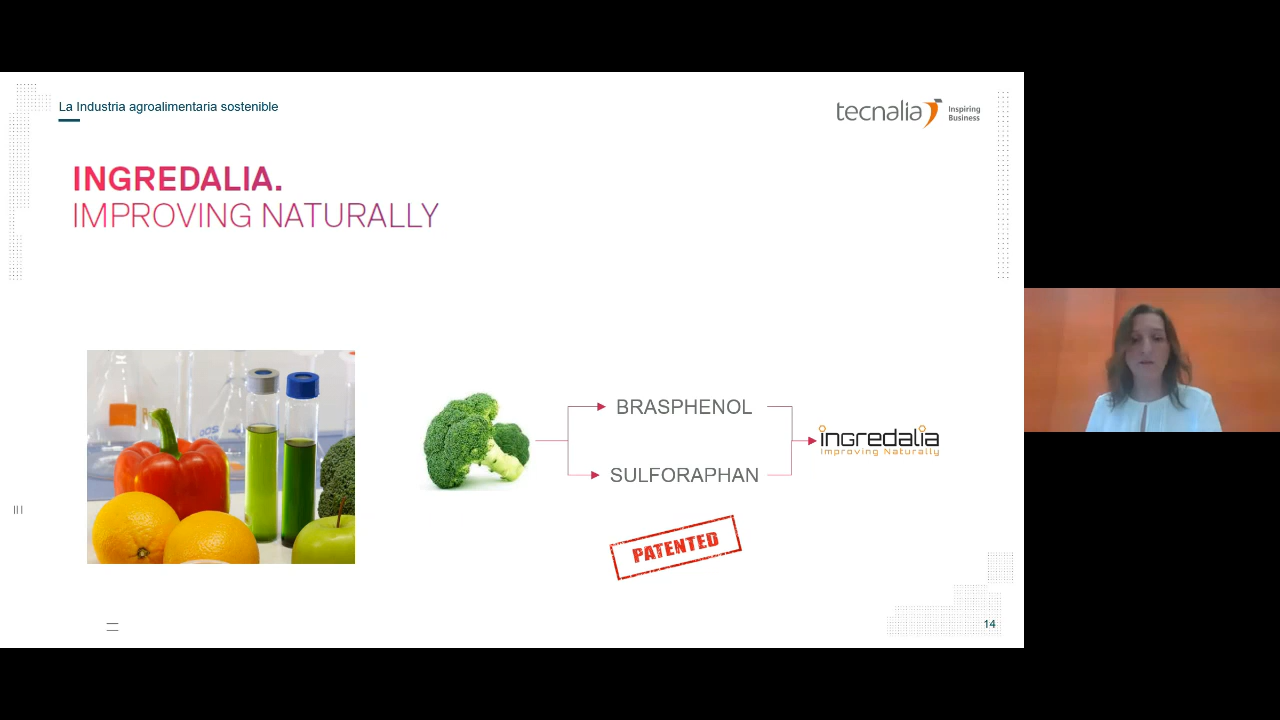 La Industria agroalimentaria sostenible
tecnalia Inspiring
Business
INGREDALIA.
IMPROVING NATURALLY
BRASPHENOL
SULFORAPHAN
ingredalia
Improving Naturally
PATENTED
14